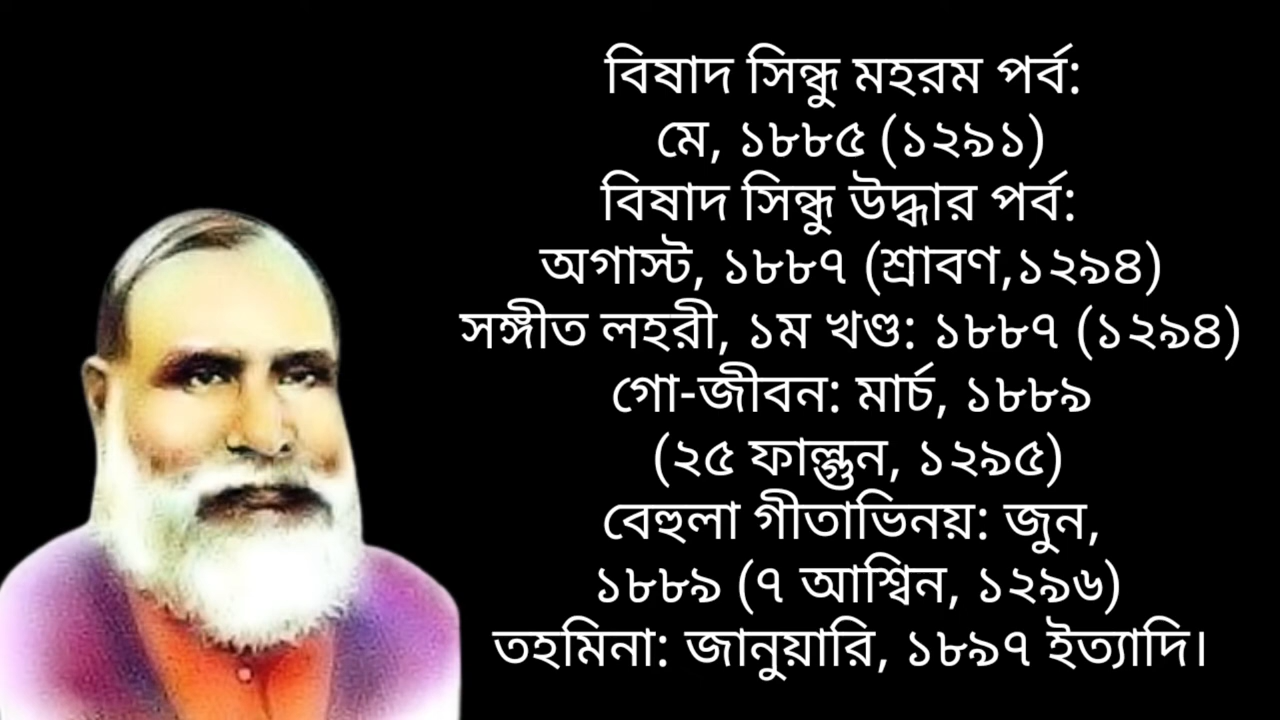 বিষাদ সিন্ধু মহরম পর্ব:
মে, ১৮৮৫ (১২৯১)
বিষাদ সিন্ধু উদ্ধার পর্ব:
অগাস্ট, ১৮৮৭ (শ্রাবণ,১২৯৪)
সঙ্গীত লহরী, ১ম খণ্ড: ১৮৮৭ (১২৯৪)
গো-জীবন: মার্চ, ১৮৮৯
(২৫ ফাল্গুন, ১২৯৫)
বেহুলা গীতাভিনয়: জুন,
১৮৮৯ (৭ আশ্বিন, ১২৯৬)
তহমিনা: জানুয়ারি, ১৮৯৭ ইত্যাদি।